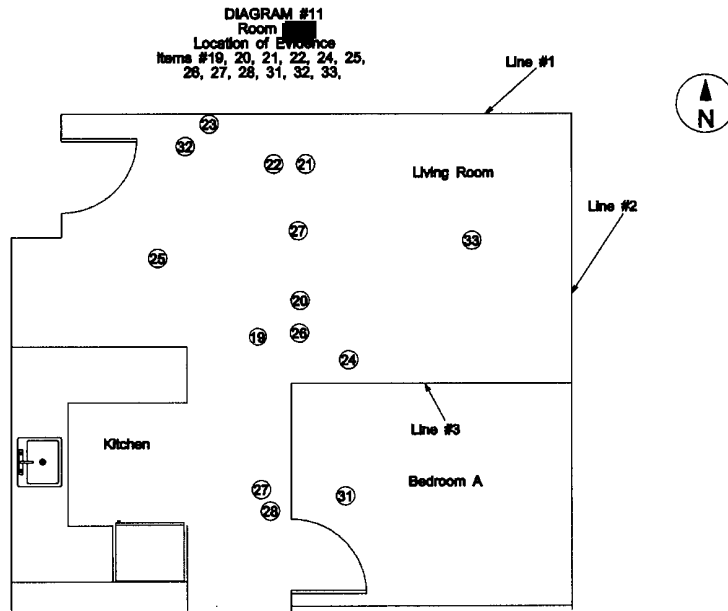 DIAGRAM #11
Room
Location of Evidence
Items #19, 20, 21, 22, 24, 25,
26, 27, 28, 31, 32, 33,
Line #1
N
23
32
22 21
Living Room
Line #2
27
33
25
20
19 26
24
Line #3
Kitchen
Bedroom A
27
31
28